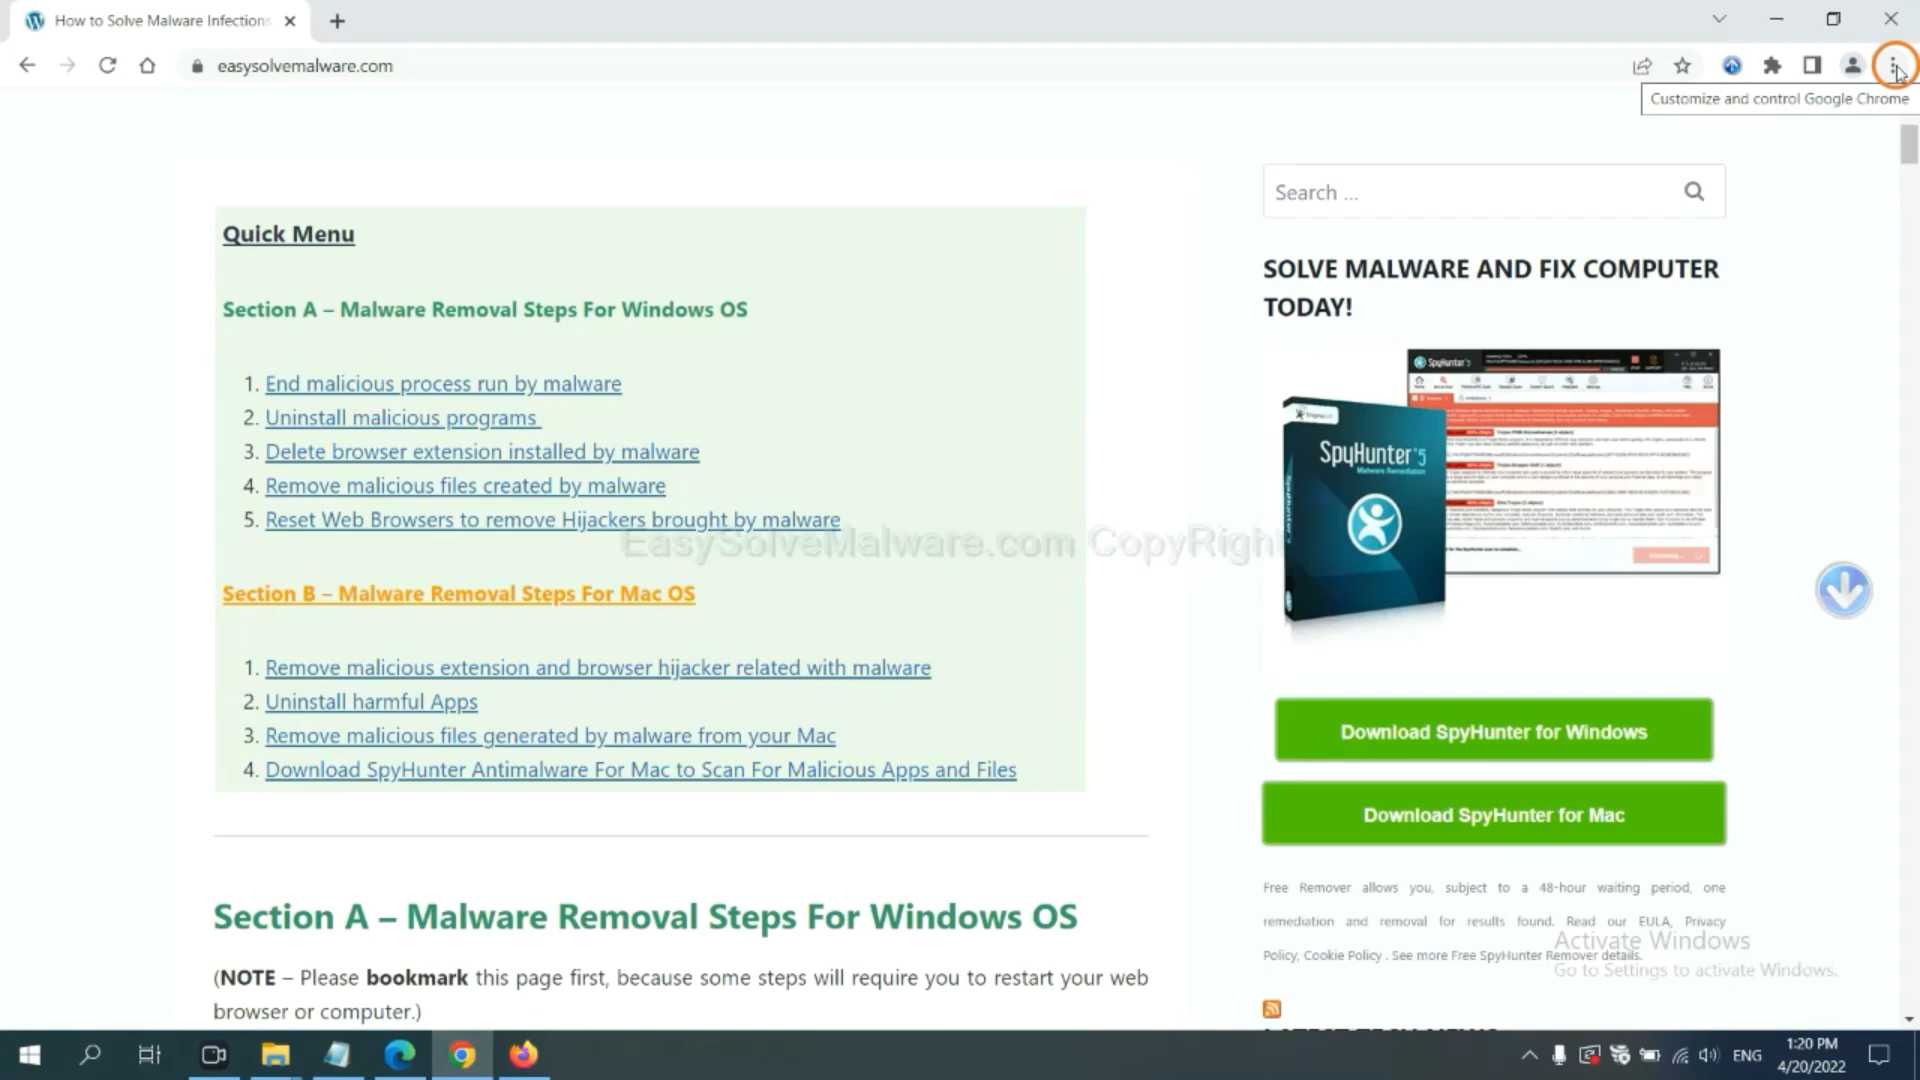 How to Solve Malware Infections
easysolvemalware.com
Customize and control Google Chrome
Quick Menu
Section A – Malware Removal Steps For Windows OS
1. End malicious process run by malware
2. Uninstall malicious programs
3. Delete browser extension installed by malware
4. Remove malicious files created by malware
5. Reset Web Browsers to remove Hijackers brought by malware
EasySolveMalware.com CopyRight
Section B – Malware Removal Steps For Mac OS
1. Remove malicious extension and browser hijacker related with malware
2. Uninstall harmful Apps
3. Remove malicious files generated by malware from your Mac
4. Download SpyHunter Antimalware For Mac to Scan For Malicious Apps and Files
Section A – Malware Removal Steps For Windows OS
(NOTE – Please bookmark this page first, because some steps will require you to restart your web
browser or computer.)
Search ...
SOLVE MALWARE AND FIX COMPUTER
TODAY!
SpyHunter 5
SpyHunter 5
Malware Remediation
Download SpyHunter for Windows
Download SpyHunter for Mac
Free Remover allows you, subject to a 48-hour waiting period, one
remediation and removal for results found. Read our EULA, Privacy
Policy, Cookie Policy . See more Free SpyHunter Remover details.
Activate Windows
Go to Settings to activate Windows.
LATEST TECH NEWS
ENG
1:20 PM
4/20/2022